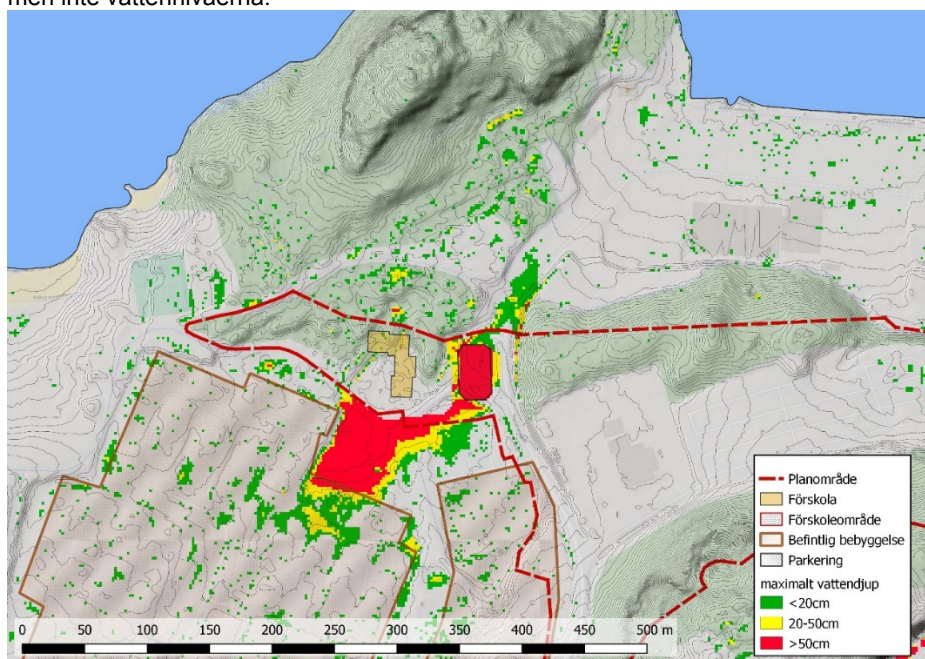 men inte vattennivåerna.
Planområde
Förskola
Förskoleområde
Befintlig bebyggelse
Parkering
maximalt vattendjup
<20cm
20-50cm
>50cm
0 50 100 150 200 250 300 350 400 450 500 m